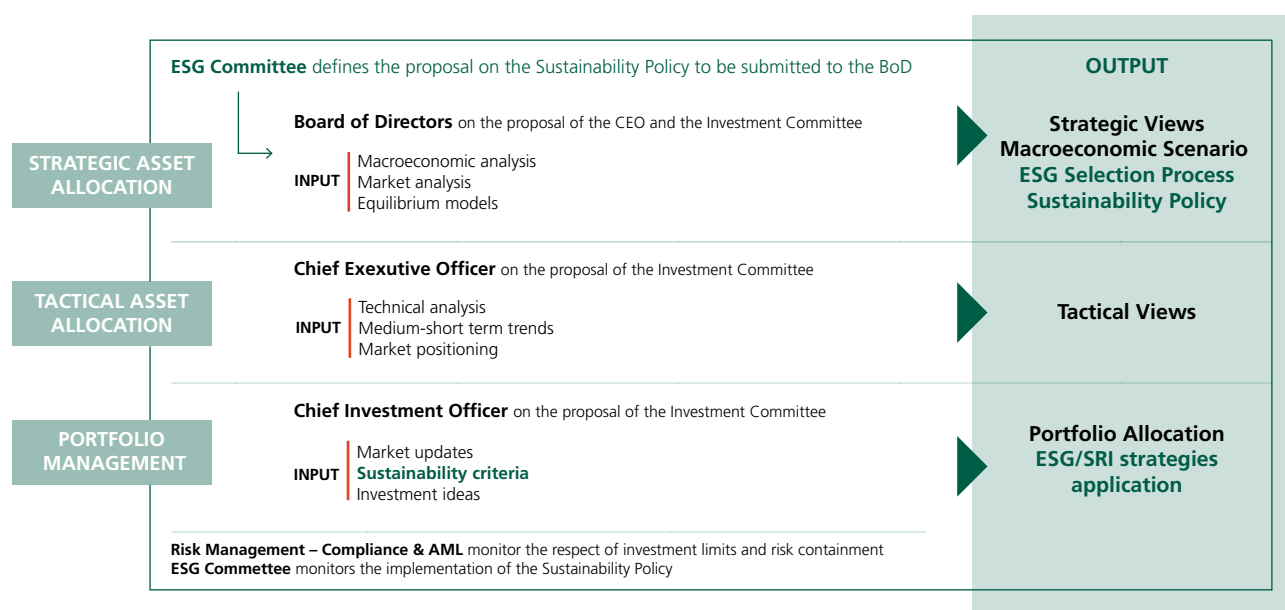 ESG Committee defines the proposal on the Sustainability Policy to be submitted to the BoD
OUTPUT
STRATEGIC ASSET
ALLOCATION
Board of Directors on the proposal of the CEO and the Investment Committee
INPUT
Macroeconomic analysis
Market analysis
Equilibrium models
Strategic Views
Macroeconomic Scenario
ESG Selection Process
Sustainability Policy
TACTICAL ASSET
ALLOCATION
Chief Exexutive Officer on the proposal of the Investment Committee
INPUT
Technical analysis
Medium-short term trends
Market positioning
Tactical Views
PORTFOLIO
MANAGEMENT
Chief Investment Officer on the proposal of the Investment Committee
INPUT
Market updates
Sustainability criteria
Investment ideas
Portfolio Allocation
ESG/SRI strategies
application
Risk Management – Compliance & AML monitor the respect of investment limits and risk containment
ESG Commettee monitors the implementation of the Sustainability Policy